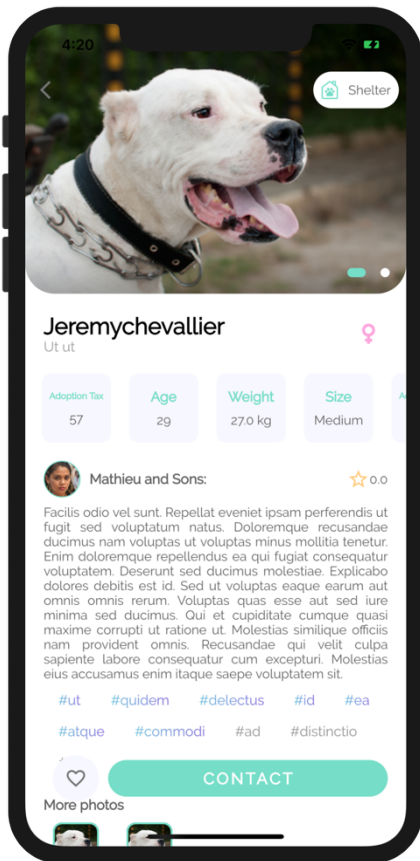 4:20
Shelter
Jeremychevallier
Ut ut
Adoption Tax
57
Age
29
Weight
27.0 kg
Size
Medium
Mathieu and Sons:
0.0
Facilis odio vel sunt. Repellat eveniet ipsam perferendis ut
fugit sed voluptatum natus. Doloremque recusandae
ducimus nam voluptas ut voluptas minus mollitia tenetur.
Enim doloremque repellendus ea qui fugiat consequatur
voluptatem. Deserunt sed ducimus molestiae. Explicabo
dolores debitis est id. Sed ut voluptas eaque earum aut
omnis omnis rerum. Voluptas quas esse aut sed iure
minima sed ducimus. Qui et cupiditate cumque quasi
maxime corrupti ut ratione ut. Molestias similique officiis
nam provident omnis. Recusandae qui velit culpa
sapiente labore consequatur cum excepturi. Molestias
eius accusamus enim itaque saepe voluptatem sit.
#ut #quidem #delectus #id #ea
#atque #commodi #ad #distinctio
CONTACT
More photos